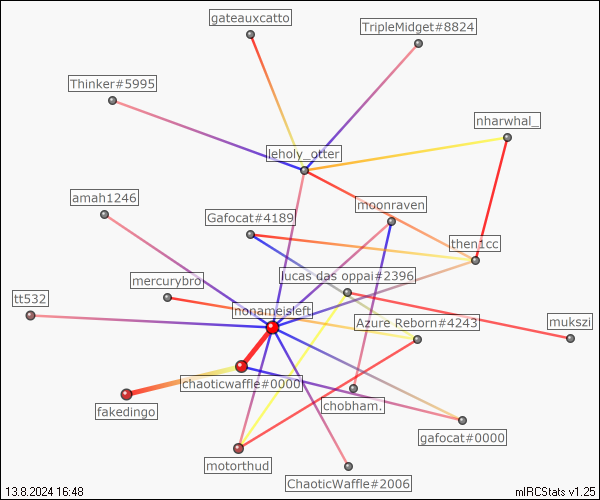 gateauxcatto
TripleMidget#8824
Thinker#5995
nharwhal_
leholy_otter
amah1246
moonraven
Gafocat#4189
then1cc
lucas das oppai#2396
mercurybro
tt532
nonameisleft
Azure Reborn#4243
mukszi
chaoticwaffle#0000
fakedingo
chobham.
gafocat#0000
motorthud
ChaoticWaffle#2006
13.8.2024 16:48
mIRCStats v1.25